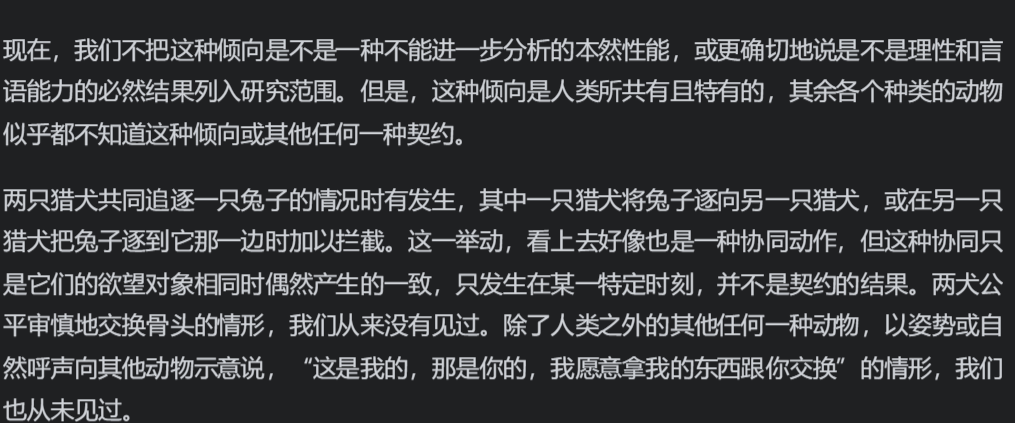 现在，我们不把这种倾向是不是一种不能进一步分析的本然性能，或更确切地说是不是理性和言
语能力的必然结果列入研究范围。但是，这种倾向是人类所共有且特有的，其余各个种类的动物
似乎都不知道这种倾向或其他任何一种契约。
两只猎犬共同追逐一只兔子的情况时有发生，其中一只猎犬将兔子逐向另一只猎犬，或在另一只
猎犬把兔子逐到它那一边时加以拦截。这一举动，看上去好像也是一种协同动作，但这种协同只
是它们的欲望对象相同时偶然产生的一致，只发生在某一特定时刻，并不是契约的结果。两犬公
平审慎地交换骨头的情形，我们从来没有见过。除了人类之外的其他任何一种动物，以姿势或自
然呼声向其他动物示意说，“这是我的，那是你的，我愿意拿我的东西跟你交换”的情形，我们
也从未见过。